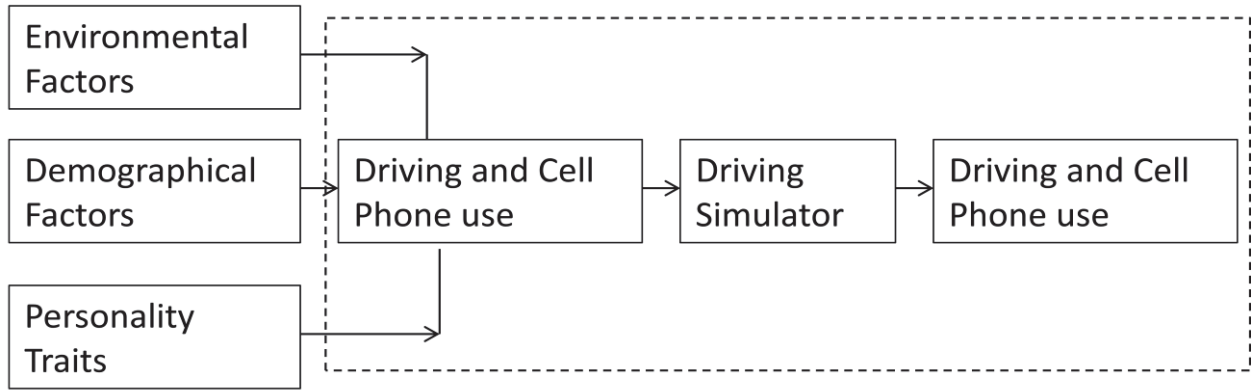 Environmental
Factors
Demographical
Factors
Driving and Cell
Phone use
Driving
Simulator
Driving and Cell
Phone use
Personality
Traits